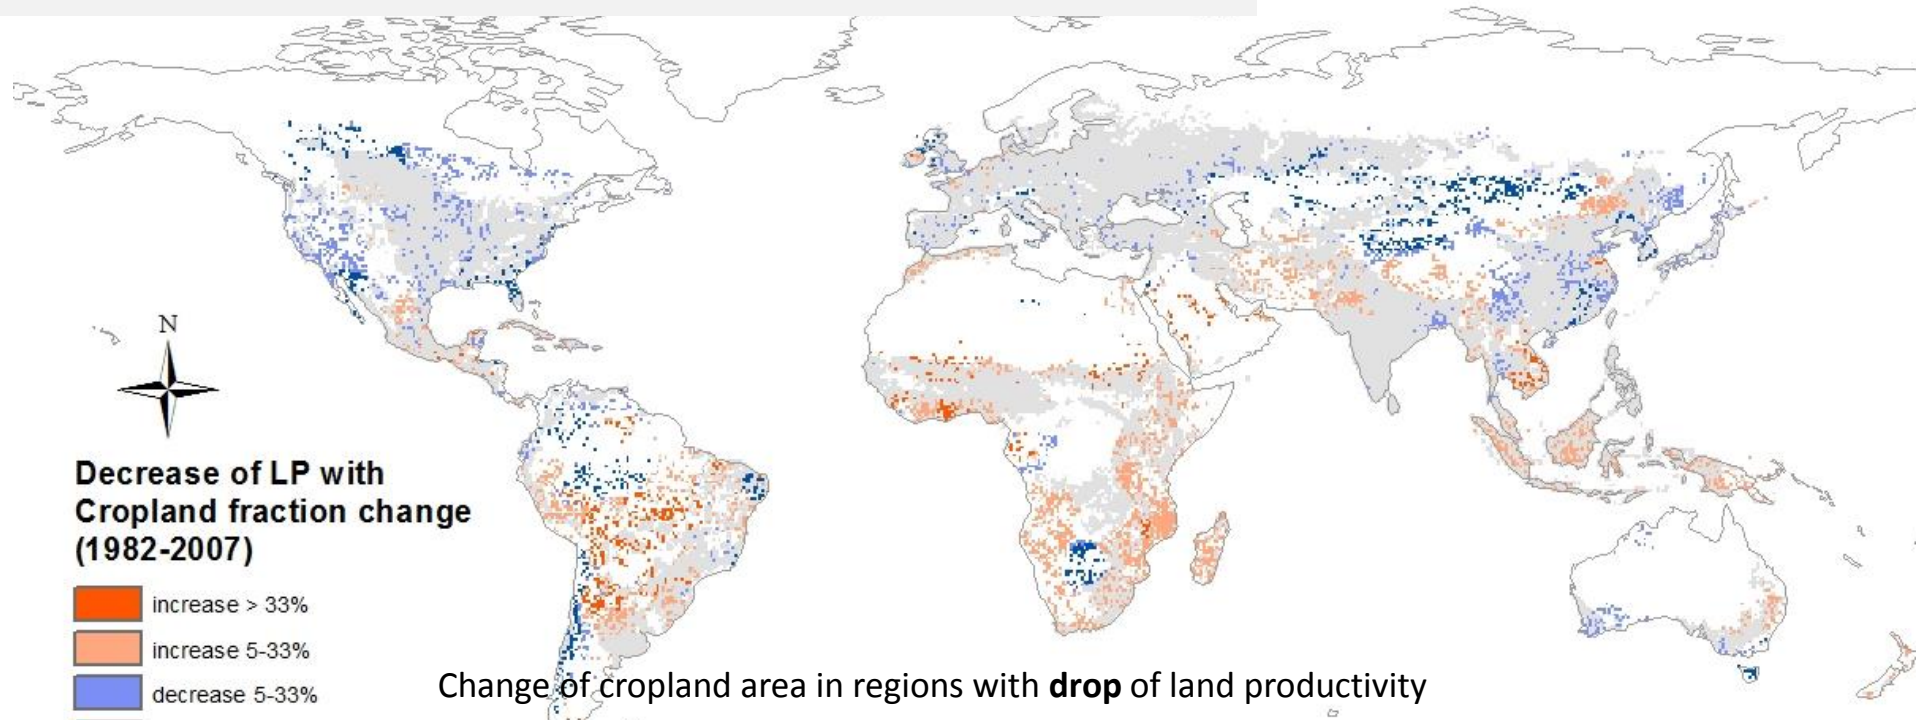 N
Decrease of LP with
Cropland fraction change
(1982-2007)
increase > 33%
increase 5-33%
decrease 5-33%
Change of cropland area in regions with drop of land productivity